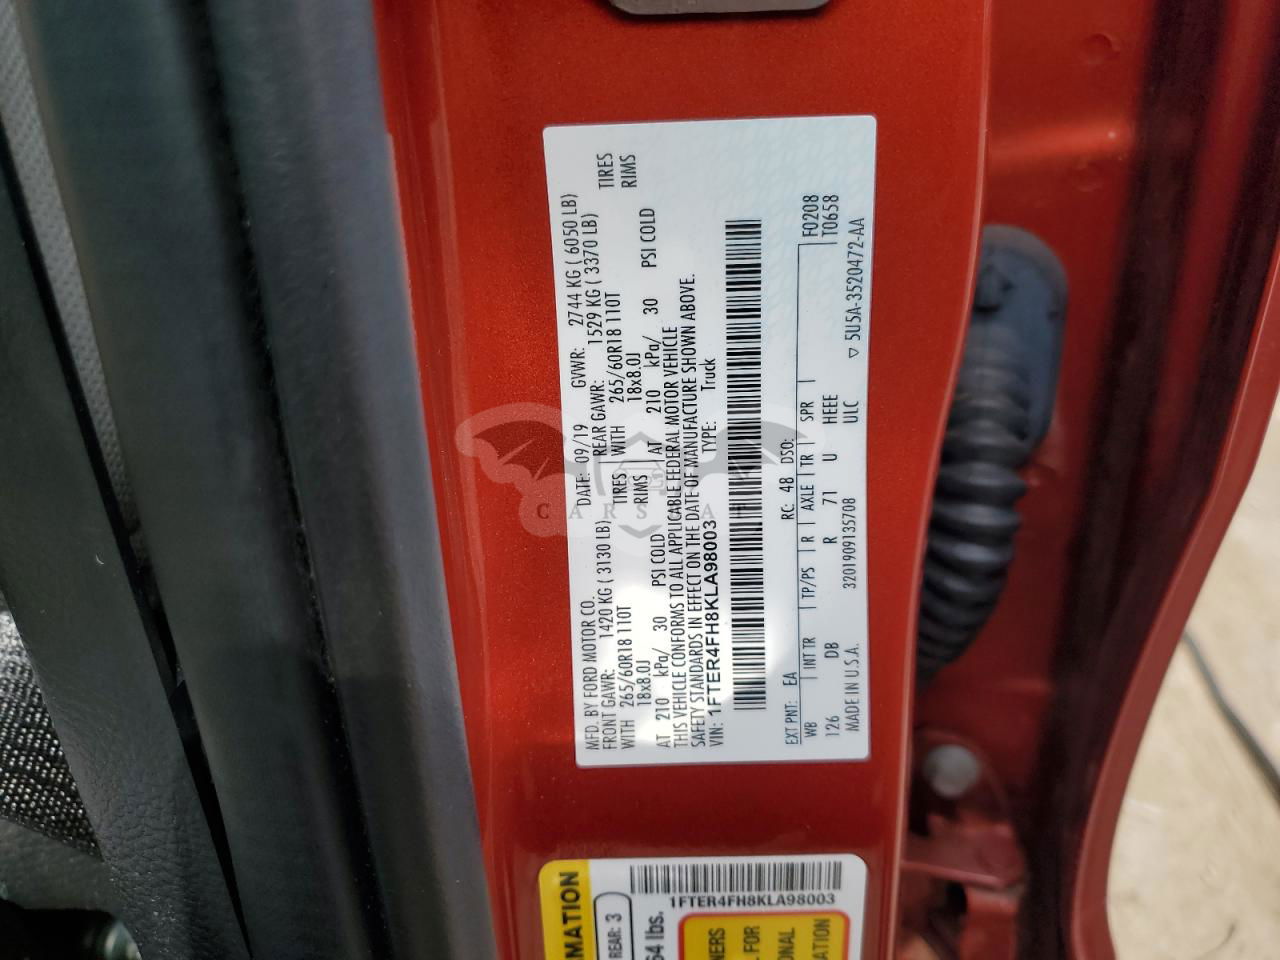 MFD. BY FORD MOTOR CO.
DATE: 09/19 GVWR: 2744 KG ( 6050 LB)
FRONT GAWR: 1420 KG ( 3130 LB) REAR GAWR: 1529 KG ( 3370 LB)
WITH 265/60R18 110T TIRES WITH 265/60R18 110T TIRES
18x8.0J RIMS 18x8.0J RIMS
AT 210 kPa/ 30 PSI COLD AT 210 kPa/ 30 PSI COLD
THIS VEHICLE CONFORMS TO ALL APPLICABLE FEDERAL MOTOR VEHICLE
SAFETY STANDARDS IN EFFECT ON THE DATE OF MANUFACTURE SHOWN ABOVE.
VIN: 1FTER4FH8KLA98003 TYPE: Truck
EXT PNT: EA RC: 48 DSO: F0208
WB INT TR TP/PS R AXLE TR SPR T0658
126 DB R 71 U HEEE
MADE IN U.S.A. 3201909135708 ULC ▽ 5U5A-3520472-AA
CARS
REAR: 3
1FTER4FH8KLA98003